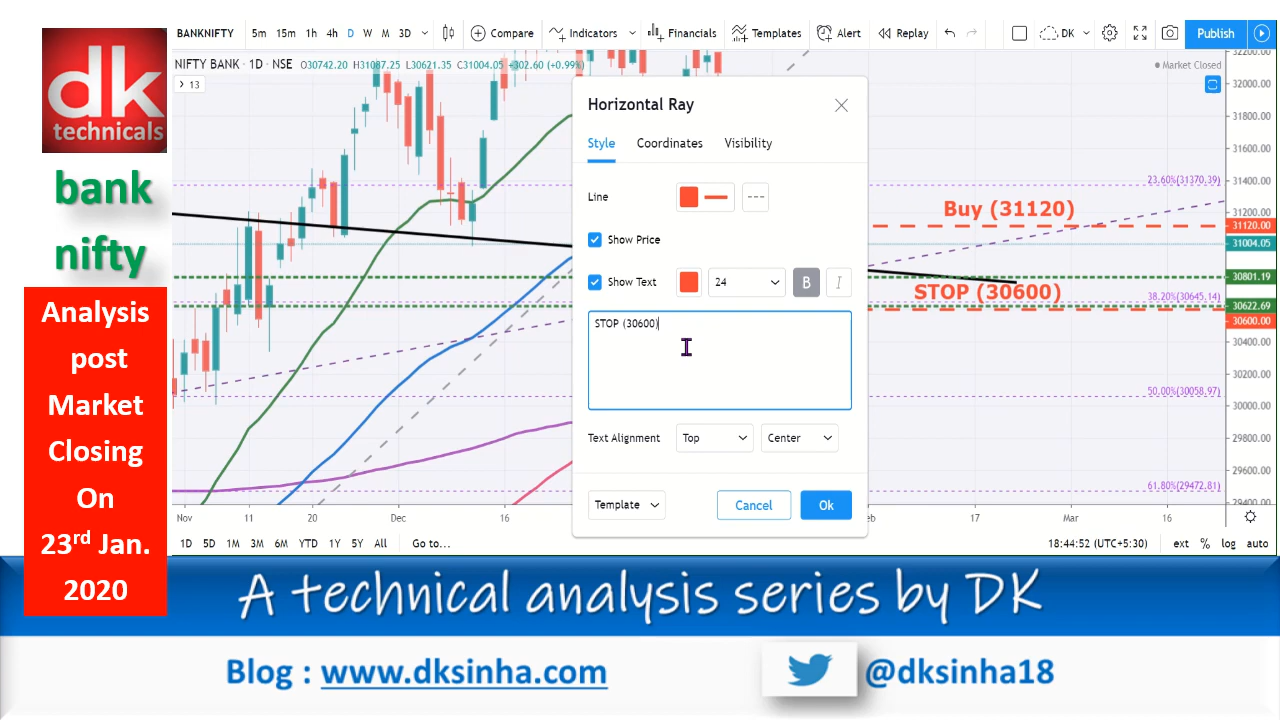 dk
technicals
bank
nifty
Analysis
post
Market
Closing
On
23rd Jan.
2020
BANKNIFTY 5m 15m 1h 4h D W M 3D Compare Indicators Financials Templates Alert Replay DK Publish
NIFTY BANK · 1D · NSE O30742.20 H31087.25 L30621.35 C31004.05 +302.60 (+0.99%)
Market Closed
13
Horizontal Ray
Style Coordinates Visibility
Line
Show Price
Show Text 24 B I
STOP (30600)
Text Alignment Top Center
Template Cancel Ok
23.60%(31370.39)
Buy (31120)
STOP (30600)
38.20%(30645.14)
50.00%(30058.97)
61.80%(29472.81)
32200.00
32000.00
31800.00
31600.00
31400.00
31200.00
31120.00
31004.05
30801.19
30622.69
30600.00
30400.00
30200.00
30000.00
29800.00
29600.00
29400.00
Nov 11 20 Dec 16 eb 17 Mar 16
1D 5D 1M 3M 6M YTD 1Y 5Y All Go to... 18:44:52 (UTC+5:30) ext % log auto
A technical analysis series by DK
Blog : www.dksinha.com @dksinha18